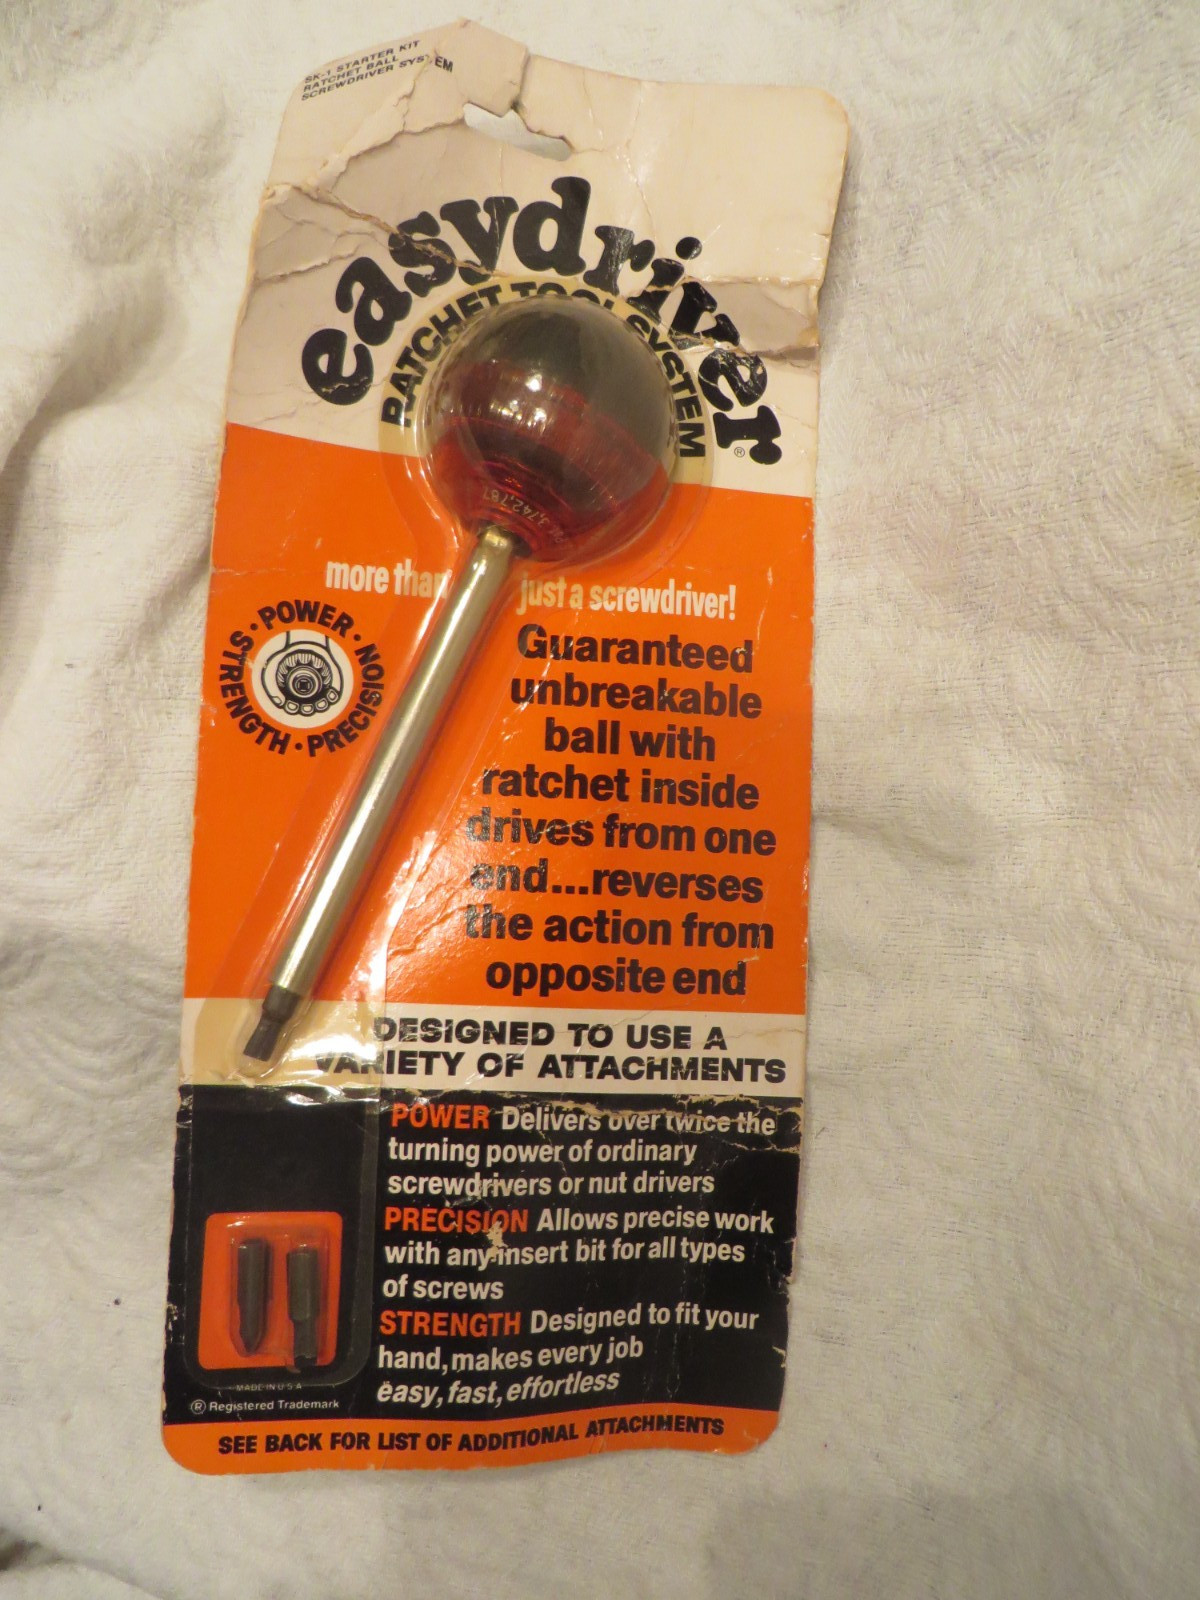 SK-1 STARTER KIT
RATCHET BALL
SCREWDRIVER SYSTEM
easydriver®
RATCHET TOOL SYSTEM
3,742,787
more than just a screwdriver!
POWER · PRECISION · STRENGTH ·
Guaranteed
unbreakable
ball with
ratchet inside
drives from one
end...reverses
the action from
opposite end
DESIGNED TO USE A
VARIETY OF ATTACHMENTS
POWER Delivers over twice the
turning power of ordinary
screwdrivers or nut drivers
PRECISION Allows precise work
with any insert bit for all types
of screws
STRENGTH Designed to fit your
hand, makes every job
easy, fast, effortless
MADE IN U S A
® Registered Trademark
SEE BACK FOR LIST OF ADDITIONAL ATTACHMENTS